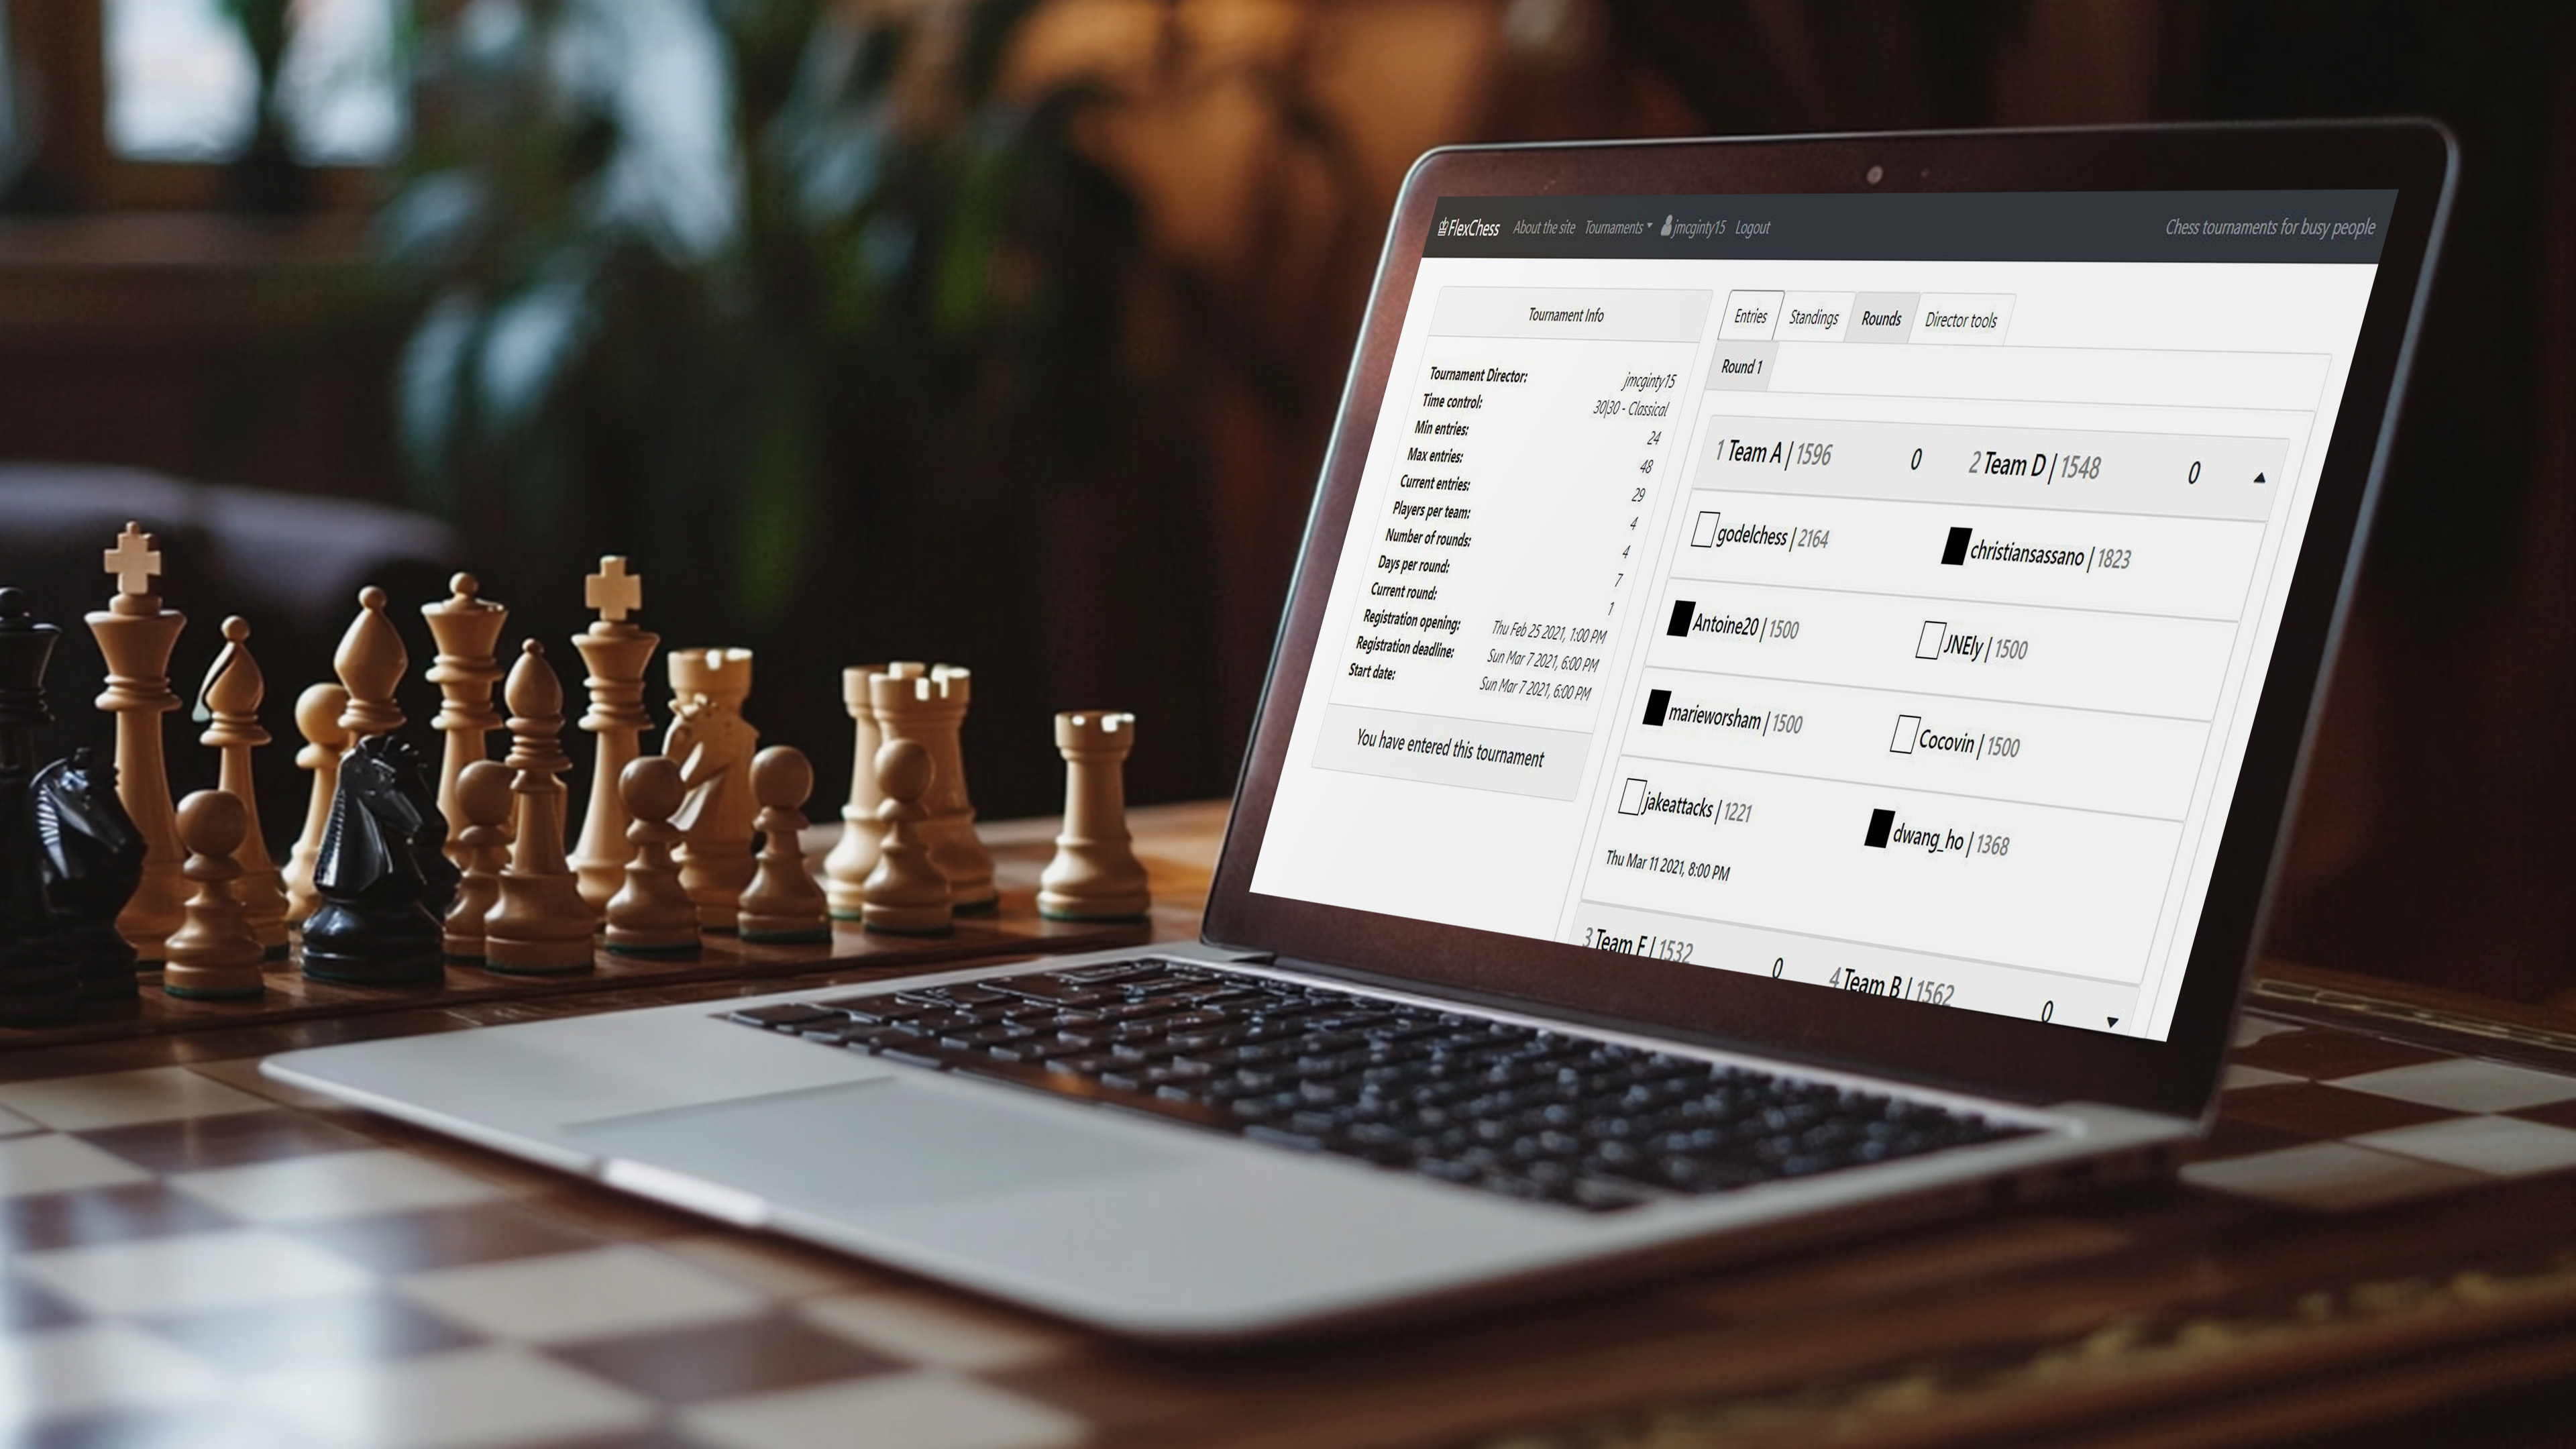 FlexChess About the site Tournaments jmcginty15 Logout Chess tournaments for busy people
Tournament Info
Tournament Director: jmcginty15
Time control: 30|30 - Classical
Min entries: 24
Max entries: 48
Current entries: 29
Players per team: 4
Number of rounds: 4
Days per round: 7
Current round: 1
Registration opening: Thu Feb 25 2021, 1:00 PM
Registration deadline: Sun Mar 7 2021, 6:00 PM
Start date: Sun Mar 7 2021, 6:00 PM
You have entered this tournament
Entries Standings Rounds Director tools
Round 1
1 Team A | 1596 0 2 Team D | 1548 0
godelchess | 2164 christiansassano | 1823
Antoine20 | 1500 JNEly | 1500
marieworsham | 1500 Cocovin | 1500
jakeattacks | 1221 dwang_ho | 1368
Thu Mar 11 2021, 8:00 PM
3 Team | 1532 0 4 Team B | 1562 0